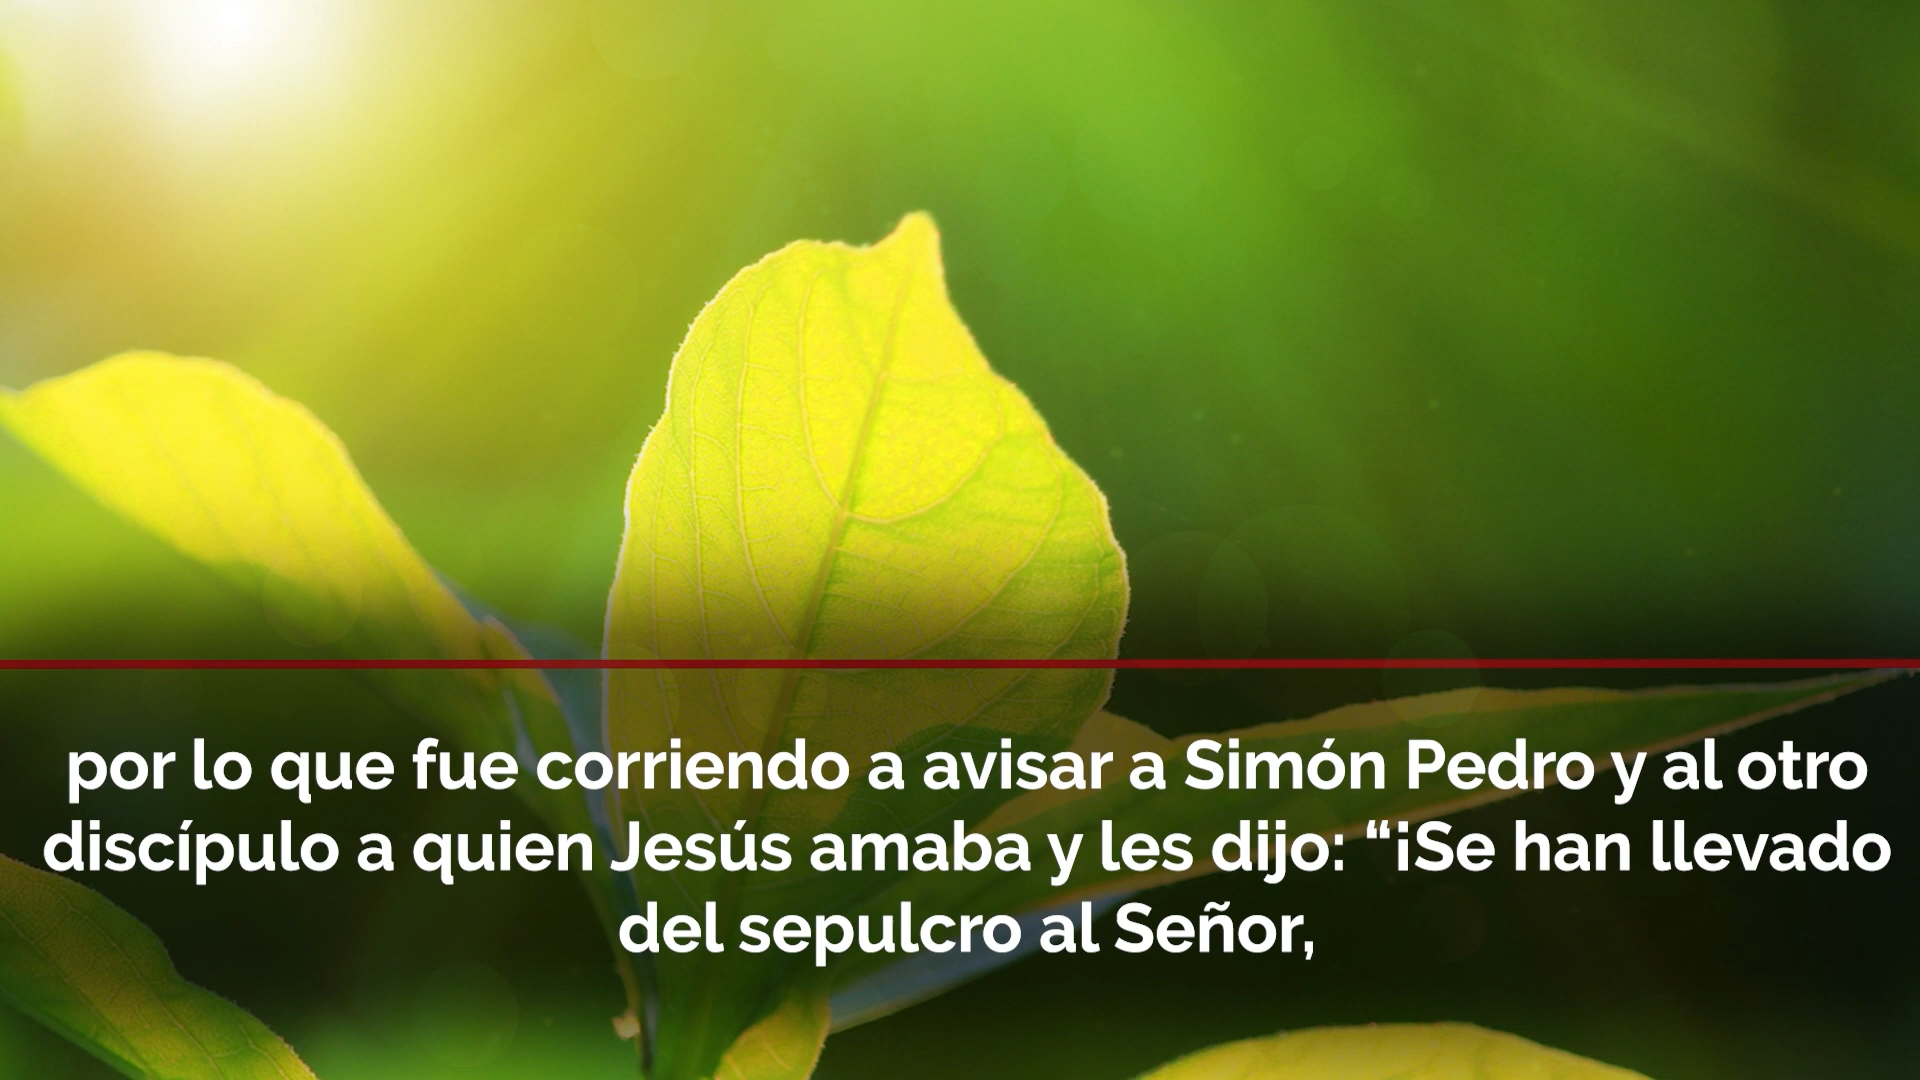 por lo que fue corriendo a avisar a Simón Pedro y al otro
discípulo a quien Jesús amaba y les dijo: “¡Se han llevado
del sepulcro al Señor,